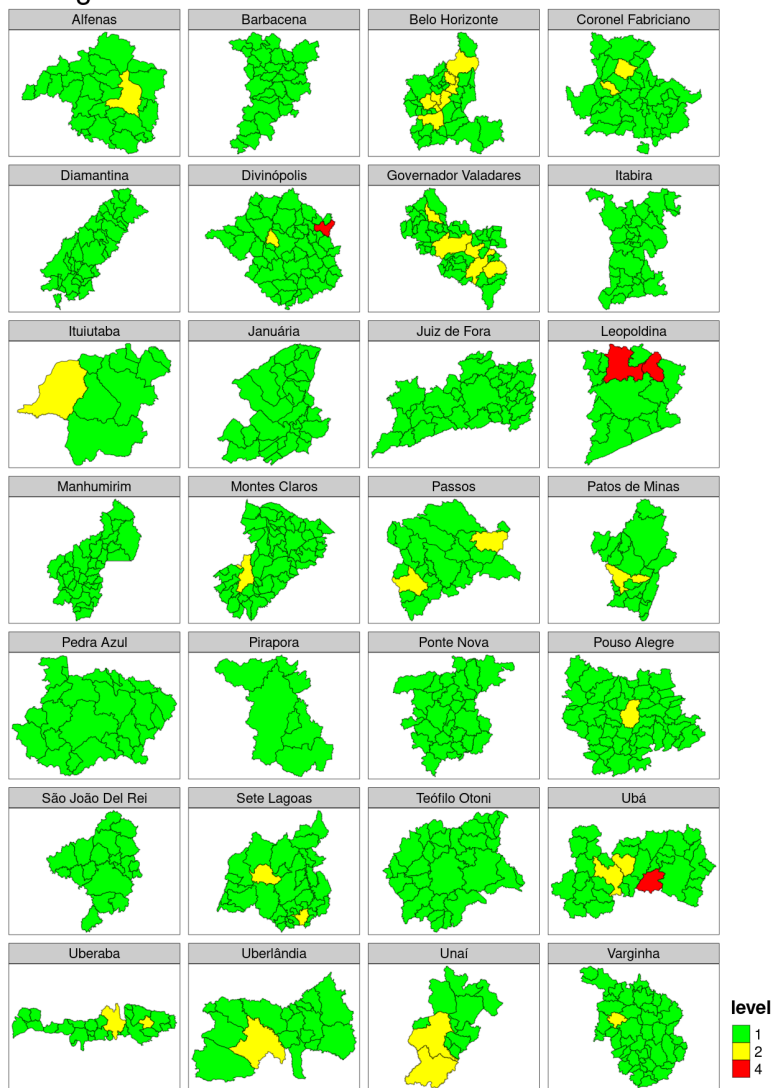 Alfenas
Barbacena
Belo Horizonte
Coronel Fabriciano
Diamantina
Divinópolis
Governador Valadares
Itabira
Ituiutaba
Januária
Juiz de Fora
Leopoldina
Manhumirim
Montes Claros
Passos
Patos de Minas
Pedra Azul
Pirapora
Ponte Nova
Pouso Alegre
São João Del Rei
Sete Lagoas
Teófilo Otoni
Ubá
Uberaba
Uberlândia
Unaí
Varginha
level
1
2
4